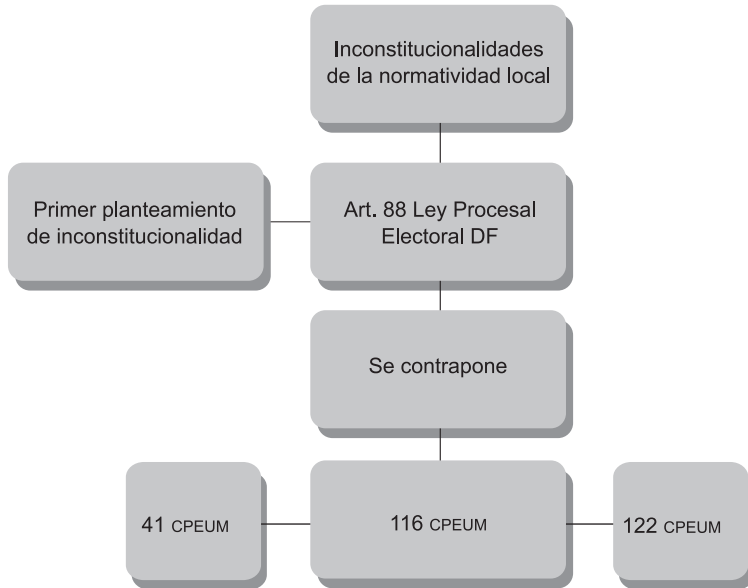 Inconstitucionalidades
de la normatividad local
Primer planteamiento
de inconstitucionalidad
Art. 88 Ley Procesal
Electoral DF
Se contrapone
41 CPEUM
116 CPEUM
122 CPEUM